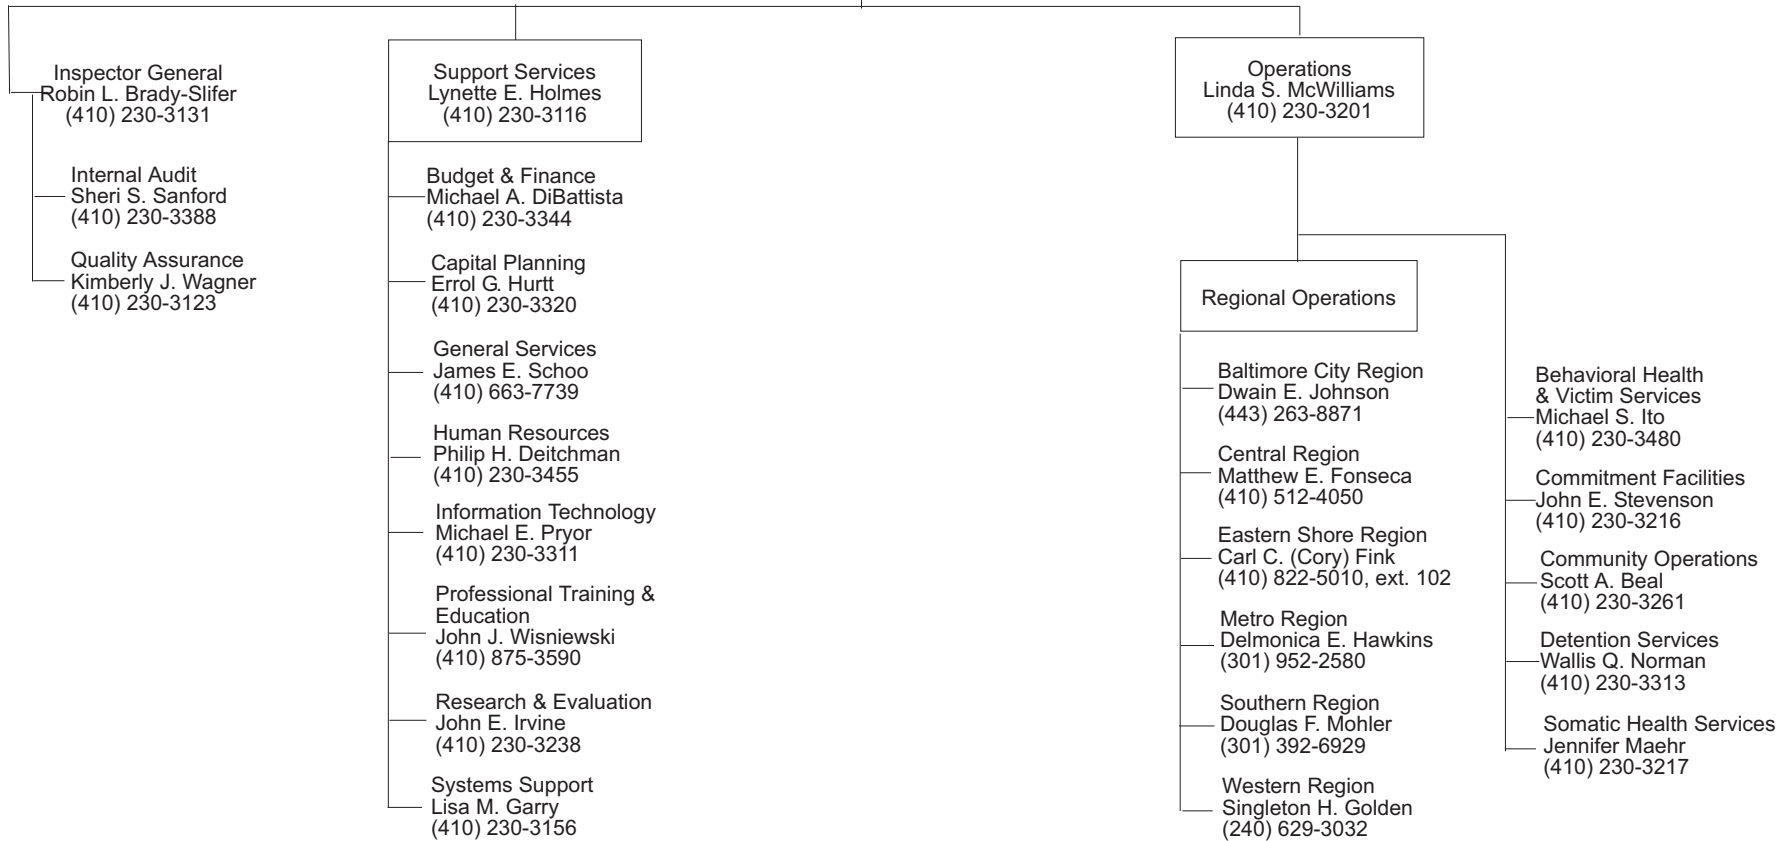 Inspector General
Robin L. Brady-Slifer
(410) 230-3131
Internal Audit
Sheri S. Sanford
(410) 230-3388
Quality Assurance
Kimberly J. Wagner
(410) 230-3123
Support Services
Lynette E. Holmes
(410) 230-3116
Budget & Finance
Michael A. DiBattista
(410) 230-3344
Capital Planning
Errol G. Hurtt
(410) 230-3320
General Services
James E. Schoo
(410) 663-7739
Human Resources
Philip H. Deitchman
(410) 230-3455
Information Technology
Michael E. Pryor
(410) 230-3311
Professional Training &
Education
John J. Wisniewski
(410) 875-3590
Research & Evaluation
John E. Irvine
(410) 230-3238
Systems Support
Lisa M. Garry
(410) 230-3156
Operations
Linda S. McWilliams
(410) 230-3201
Regional Operations
Baltimore City Region
Dwain E. Johnson
(443) 263-8871
Central Region
Matthew E. Fonseca
(410) 512-4050
Eastern Shore Region
Carl C. (Cory) Fink
(410) 822-5010, ext. 102
Metro Region
Delmonica E. Hawkins
(301) 952-2580
Southern Region
Douglas F. Mohler
(301) 392-6929
Western Region
Singleton H. Golden
(240) 629-3032
Behavioral Health
& Victim Services
Michael S. Ito
(410) 230-3480
Commitment Facilities
John E. Stevenson
(410) 230-3216
Community Operations
Scott A. Beal
(410) 230-3261
Detention Services
Wallis Q. Norman
(410) 230-3313
Somatic Health Services
Jennifer Maehr
(410) 230-3217